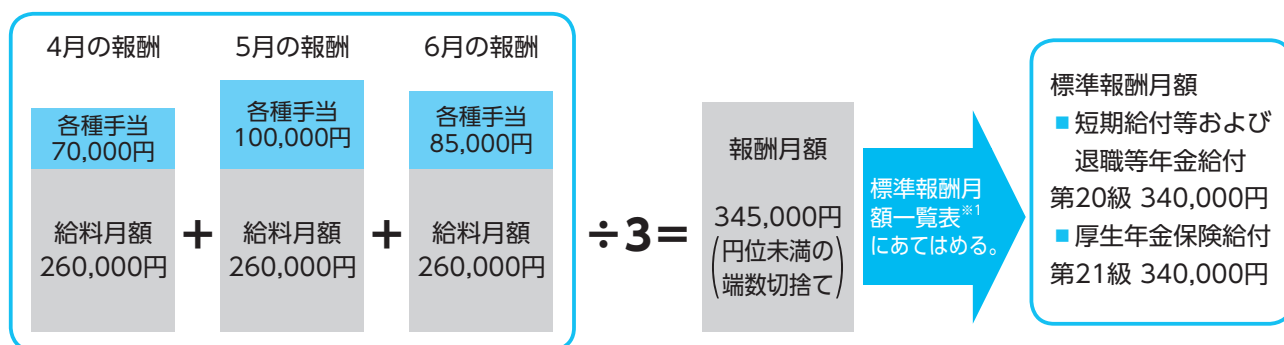 4月の報酬
各種手当
70,000円
給料月額
260,000円
+
5月の報酬
各種手当
100,000円
給料月額
260,000円
+
6月の報酬
各種手当
85,000円
給料月額
260,000円
÷3=
報酬月額
345,000円
(円位未満の
端数切捨て)
標準報酬月
額一覧表※1
にあてはめる。
標準報酬月額
■短期給付等および
退職等年金給付
第20級 340,000円
■厚生年金保険給付
第21級 340,000円